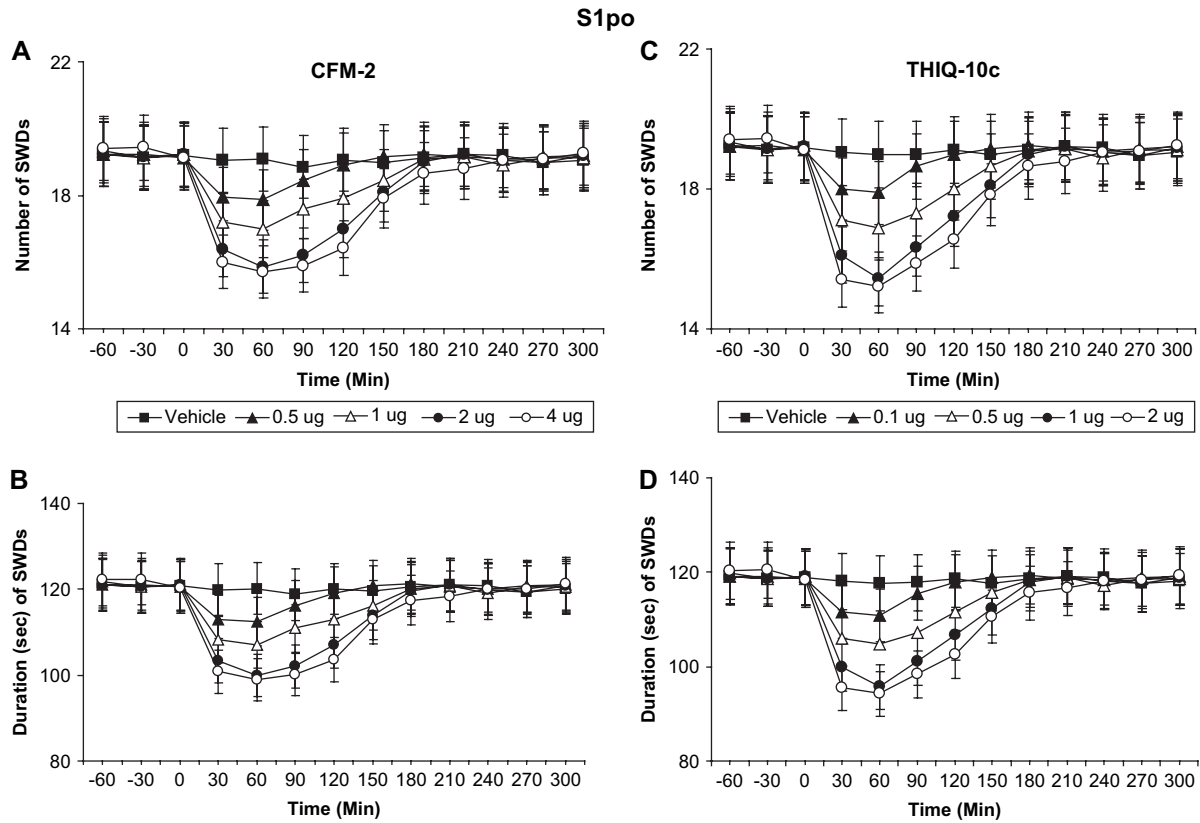 S1po
A
CFM-2
22
18
14
Number of SWDs
-60 -30 0 30 60 90 120 150 180 210 240 270 300
Time (Min)
Vehicle 0.5 ug 1 ug 2 ug 4 ug
C
THIQ-10c
22
18
14
Number of SWDs
-60 -30 0 30 60 90 120 150 180 210 240 270 300
Time (Min)
Vehicle 0.1 ug 0.5 ug 1 ug 2 ug
B
140
120
100
80
Duration (sec) of SWDs
-60 -30 0 30 60 90 120 150 180 210 240 270 300
Time (Min)
D
140
120
100
80
Duration (sec) of SWDs
-60 -30 0 30 60 90 120 150 180 210 240 270 300
Time (Min)